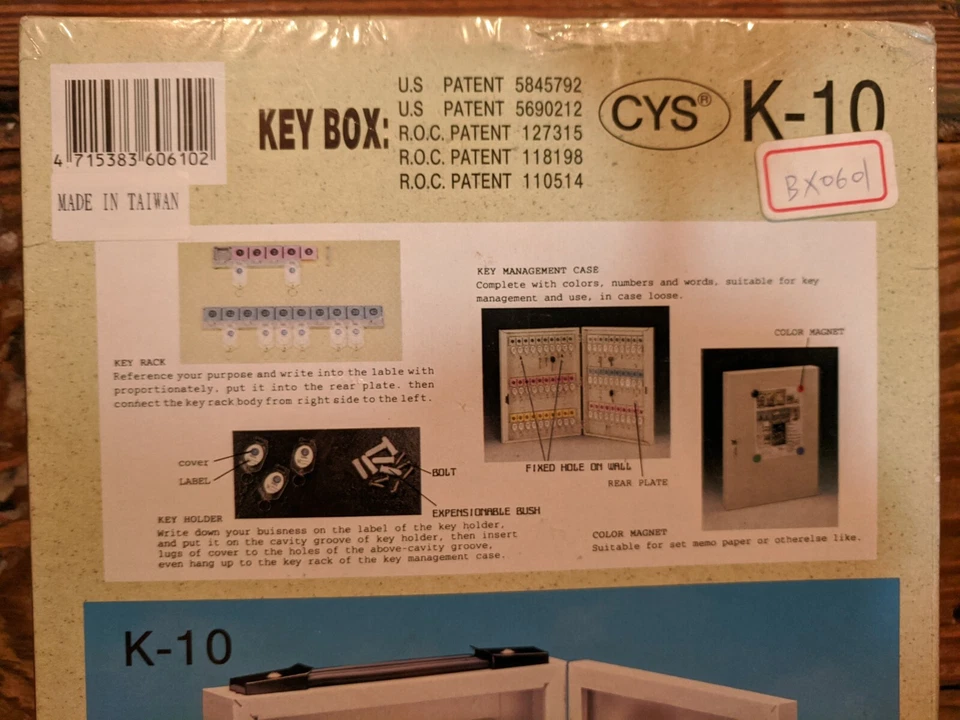 4 715383 606102
MADE IN TAIWAN
KEY BOX:
U.S PATENT 5845792
U.S PATENT 5690212
R.O.C. PATENT 127315
R.O.C. PATENT 118198
R.O.C. PATENT 110514
CYS®
K-10
BX0601
KEY RACK
Reference your purpose and write into the lable with
proportionately. put it into the rear plate. then
connect the key rack body from right side to the left.
KEY MANAGEMENT CASE
Complete with colors, numbers and words, suitable for key
management and use, in case loose.
COLOR MAGNET
FIXED HOLE ON WALL
REAR PLATE
cover
LABEL
BOLT
EXPENSIONABLE BUSH
KEY HOLDER
Write down your buisness on the label of the key holder,
and put it on the cavity groove of key holder, then insert
lugs of cover to the holes of the above-cavity groove,
even hang up to the key rack of the key management case.
COLOR MAGNET
Suitable for set memo paper or otherelse like.
K-10